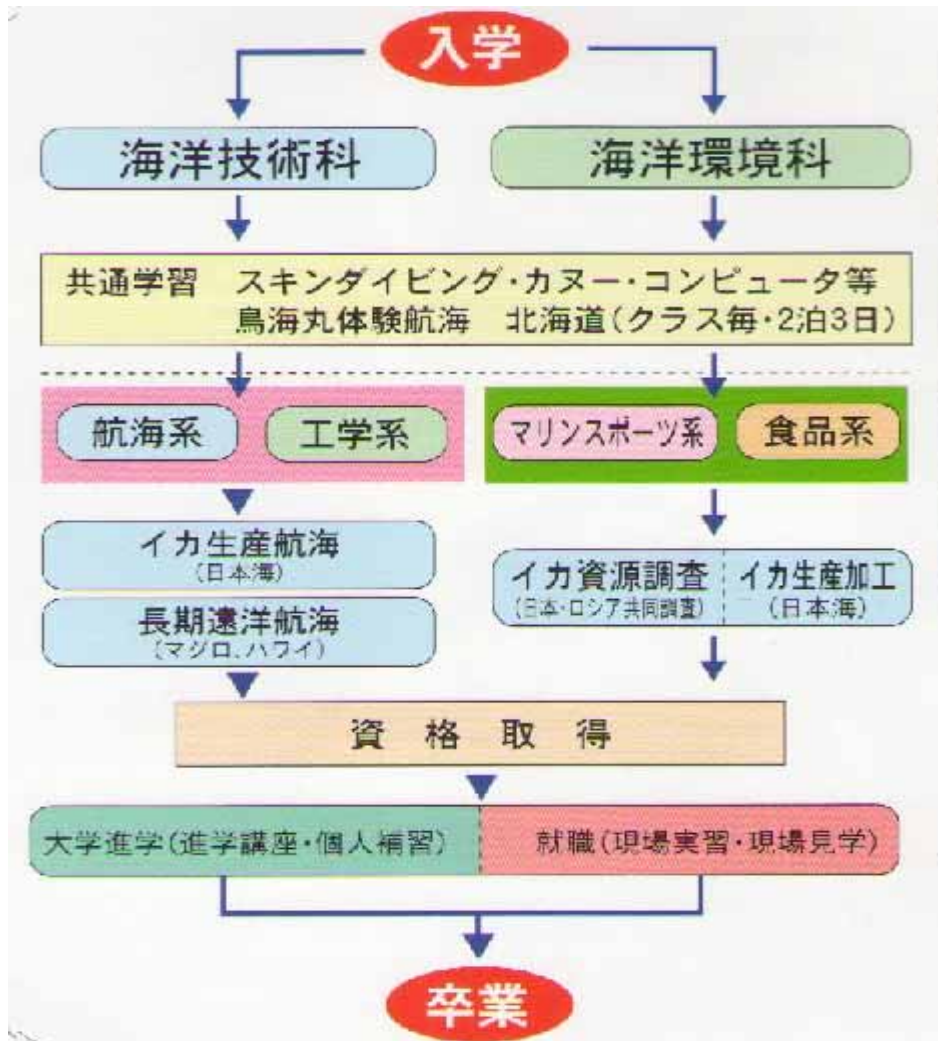 入学
海洋技術科
海洋環境科
共通学習 スキンダイビング・カヌー・コンピュータ等
鳥海丸体験航海 北海道(クラス毎・2泊3日)
航海系
工学系
マリンスポーツ系
食品系
イカ生産航海
(日本海)
長期遠洋航海
(マグロ、ハワイ)
イカ資源調査
(日本・ロシア共同調査)
イカ生産加工
(日本海)
資格取得
大学進学(進学講座・個人補習)
就職(現場実習・現場見学)
卒業